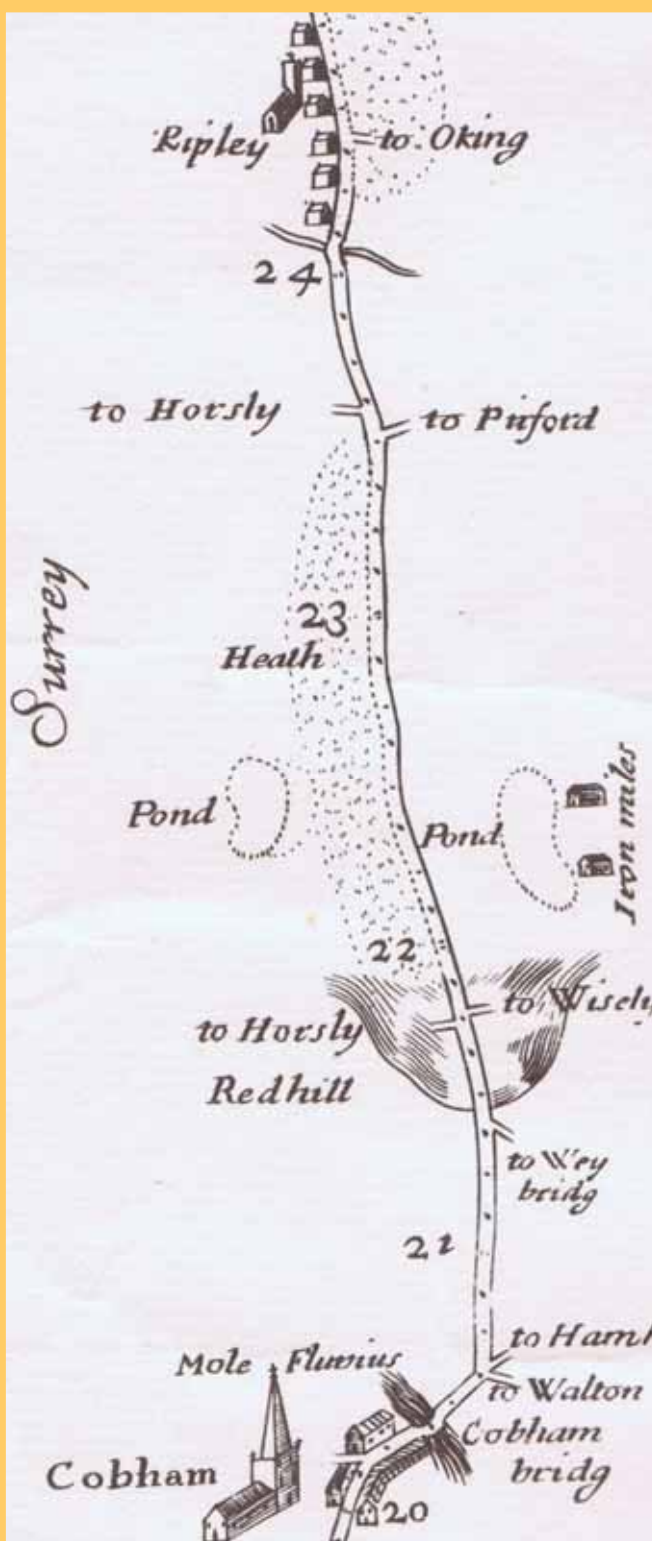 Ripley
to Oking
24
to Horsly
to Piıford
23
Heath
Surrey
Pond
Pond
Iron miles
22
to Horsly
to Wisely
Redhill
to Wey
bridg
21
to Ham
Mole Fluvius
to Walton
Cobham
bridg
Cobham
20